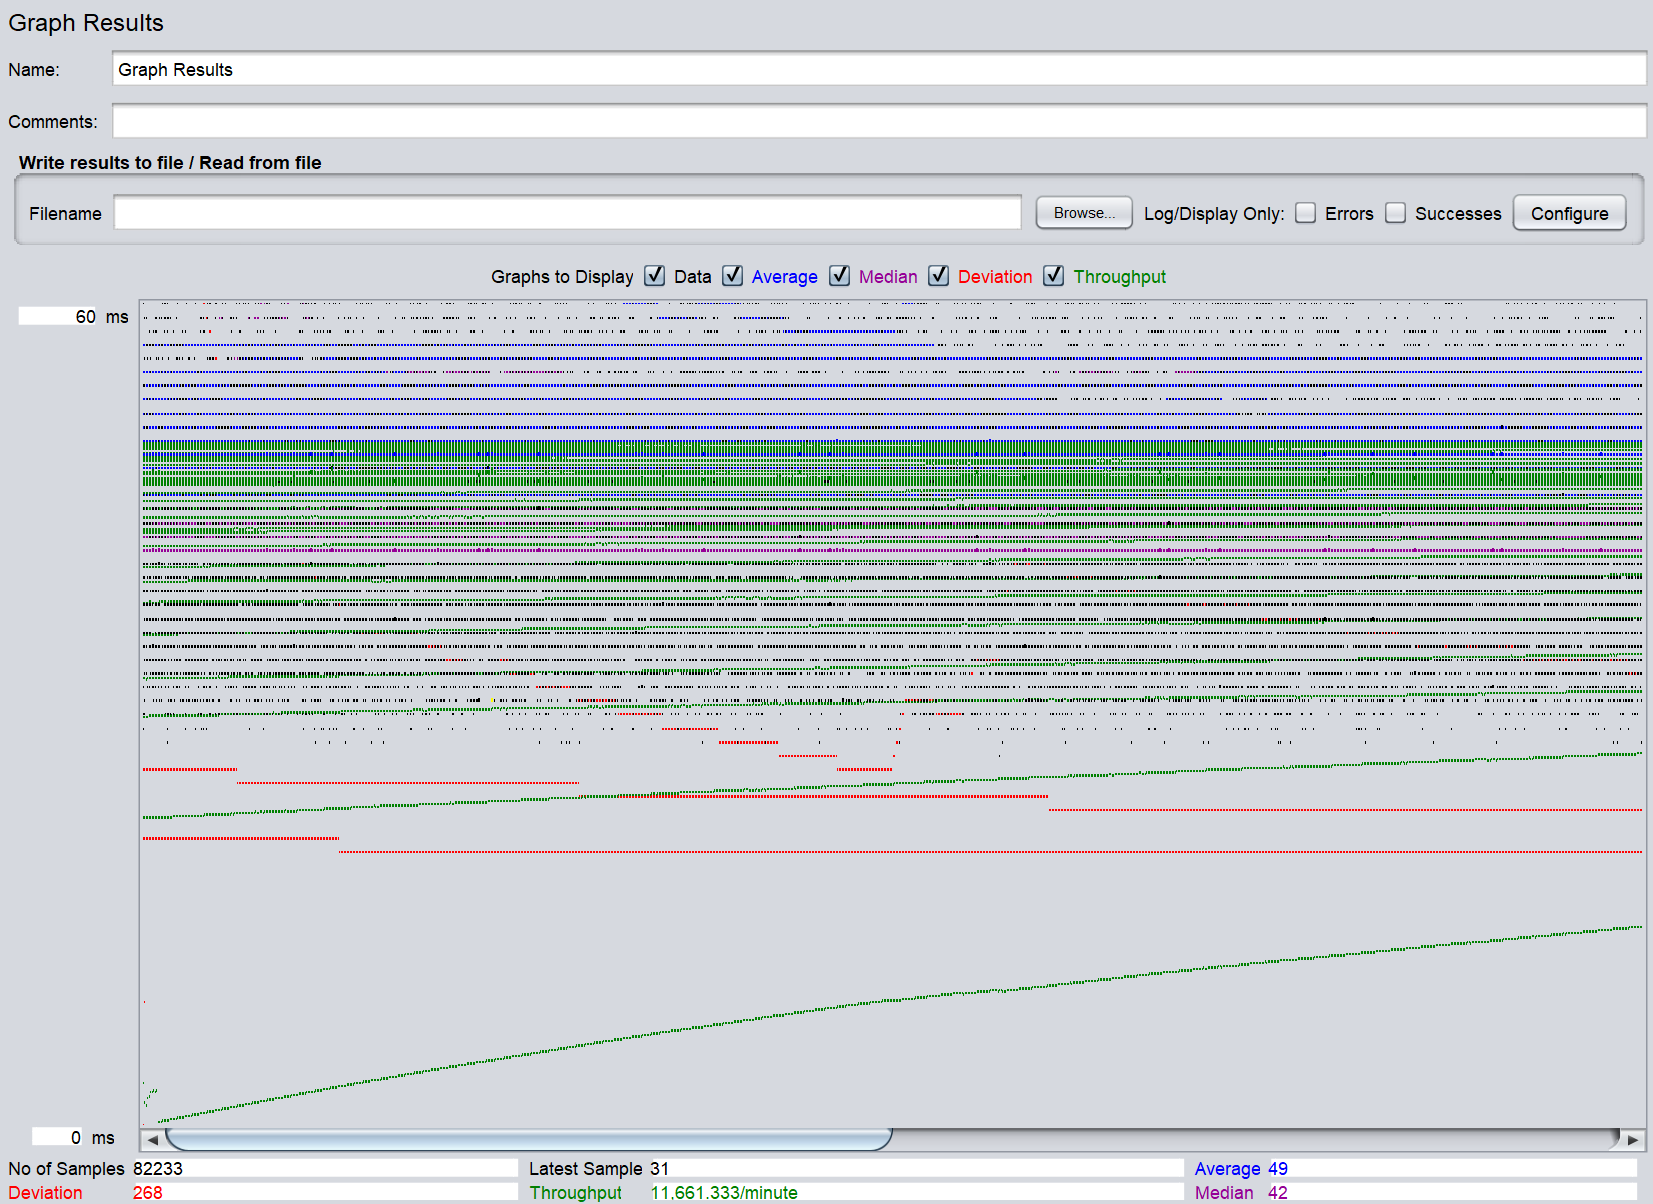 Graph Results
Name: Graph Results
Comments:
Write results to file / Read from file
Filename Browse... Log/Display Only: Errors Successes Configure
Graphs to Display Data Average Median Deviation Throughput
60 ms
0 ms
No of Samples 82233 Latest Sample 31 Average 49
Deviation 268 Throughput 11,661.333/minute Median 42